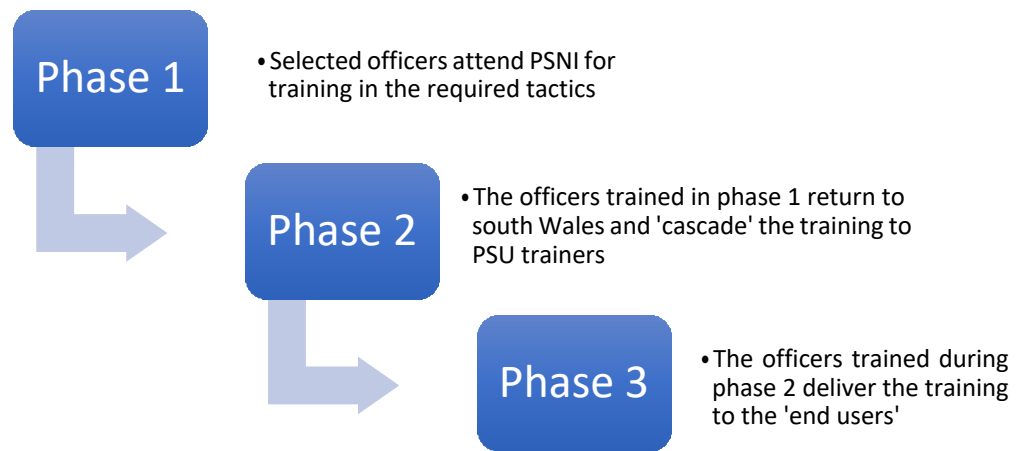 Phase 1
•Selected officers attend PSNI for
training in the required tactics
Phase 2
•The officers trained in phase 1 return to
south Wales and 'cascade' the training to
PSU trainers
Phase 3
•The officers trained during
phase 2 deliver the training
to the 'end users'